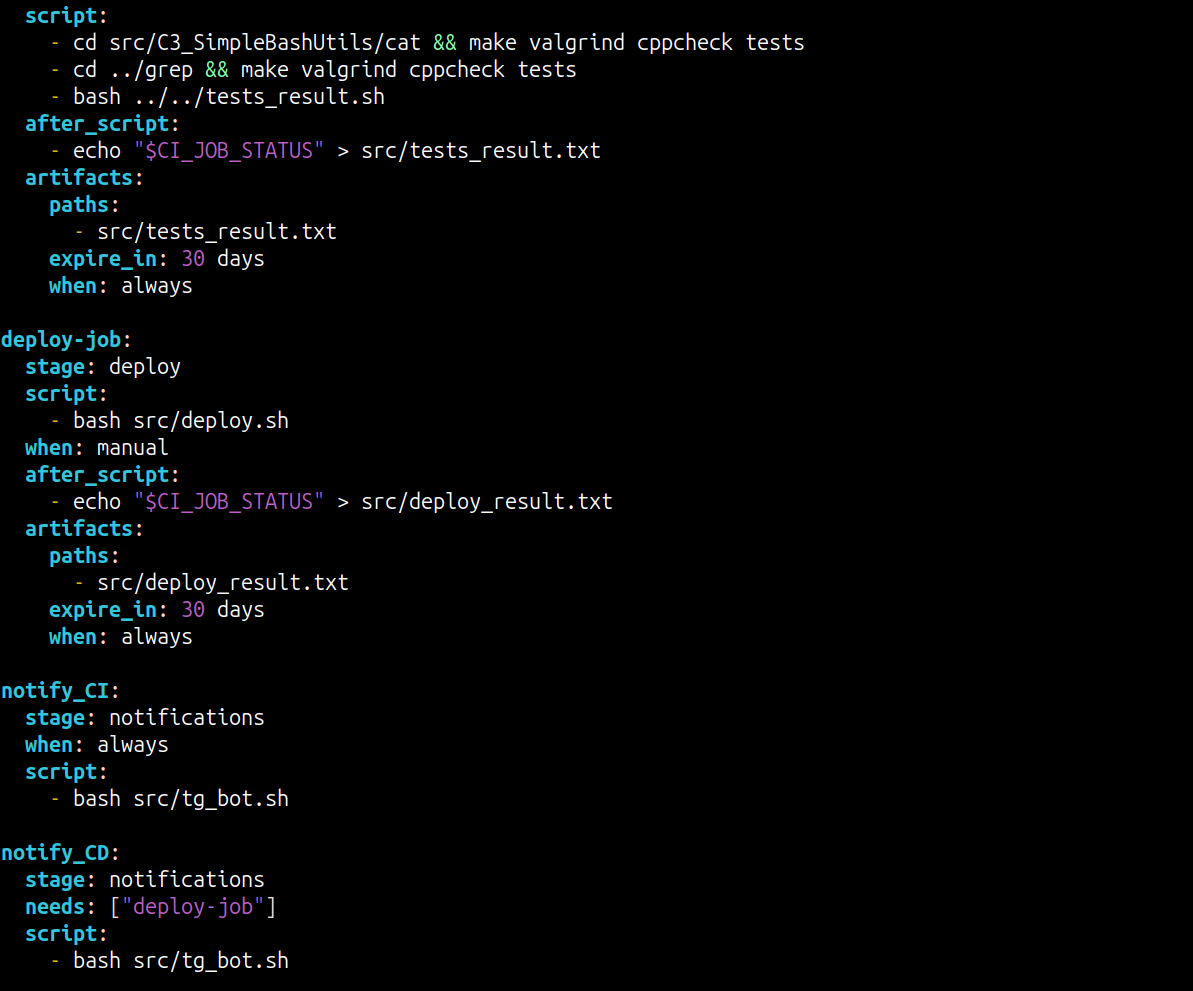 script:
- cd src/C3_SimpleBashUtils/cat && make valgrind cppcheck tests
- cd ../grep && make valgrind cppcheck tests
- bash ../../tests_result.sh
after_script:
- echo "$CI_JOB_STATUS" > src/tests_result.txt
artifacts:
paths:
- src/tests_result.txt
expire_in: 30 days
when: always
deploy-job:
stage: deploy
script:
- bash src/deploy.sh
when: manual
after_script:
- echo "$CI_JOB_STATUS" > src/deploy_result.txt
artifacts:
paths:
- src/deploy_result.txt
expire_in: 30 days
when: always
notify_CI:
stage: notifications
when: always
script:
- bash src/tg_bot.sh
notify_CD:
stage: notifications
needs: ["deploy-job"]
script:
- bash src/tg_bot.sh